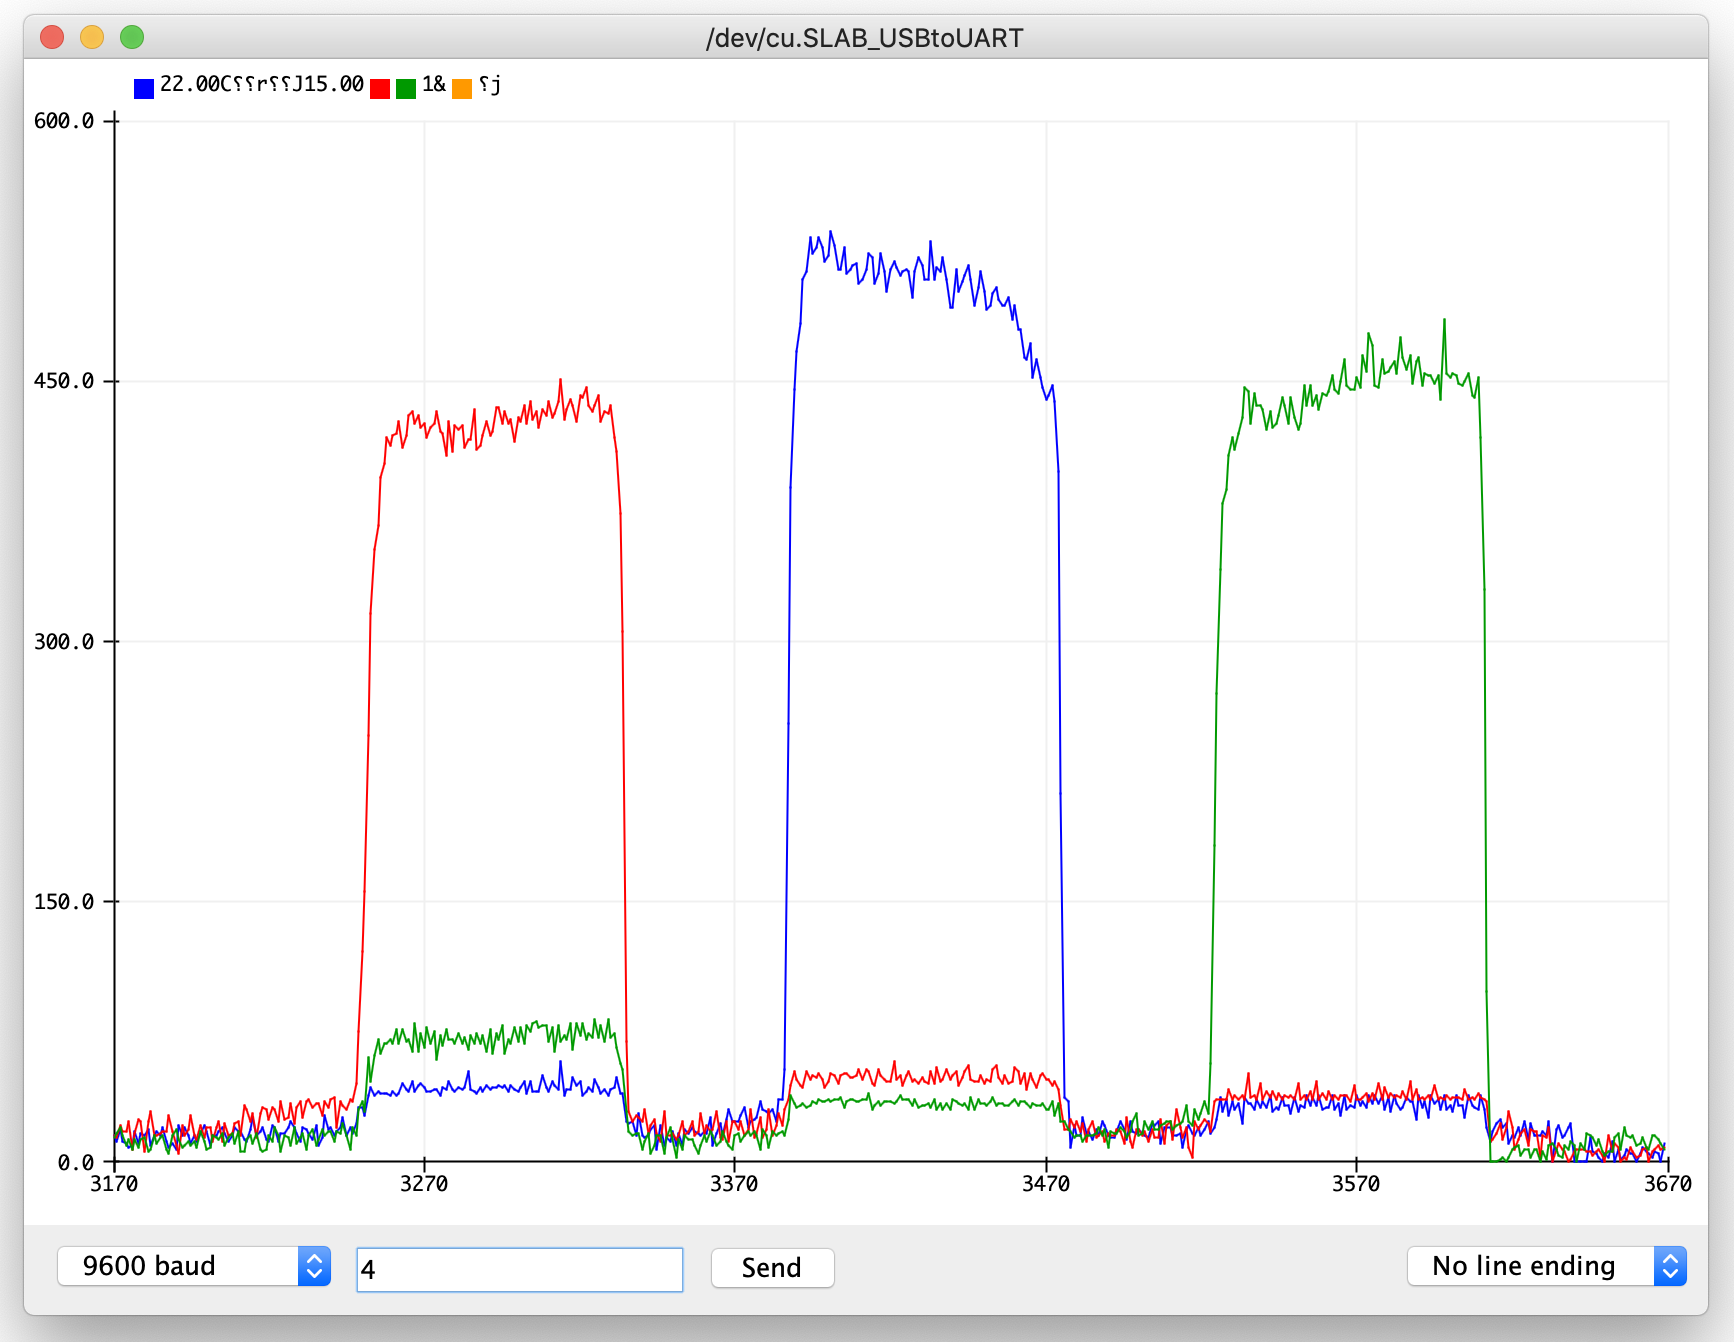 /dev/cu.SLAB_USBtoUART
22.00C⸮⸮r⸮⸮J15.00 1& ⸮j
600.0
450.0
300.0
150.0
0.0
3170 3270 3370 3470 3570 3670
9600 baud 4 Send No line ending